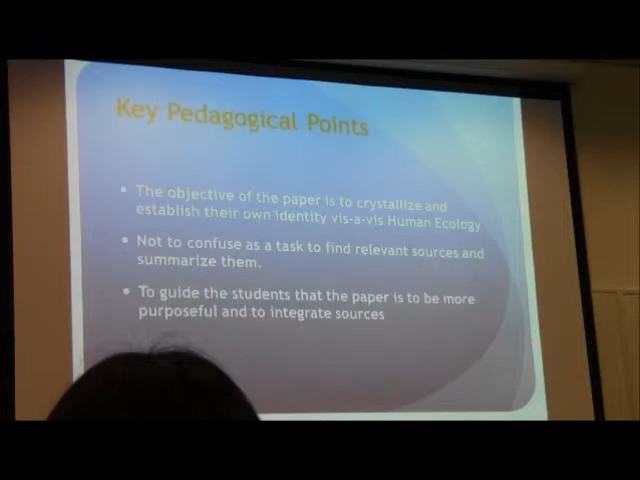 Key Pedagogical Points
• The objective of the paper is to crystallize and
establish their own identity vis-a-vis Human Ecology
• Not to confuse as a task to find relevant sources and
summarize them.
• To guide the students that the paper is to be more
purposeful and to integrate sources